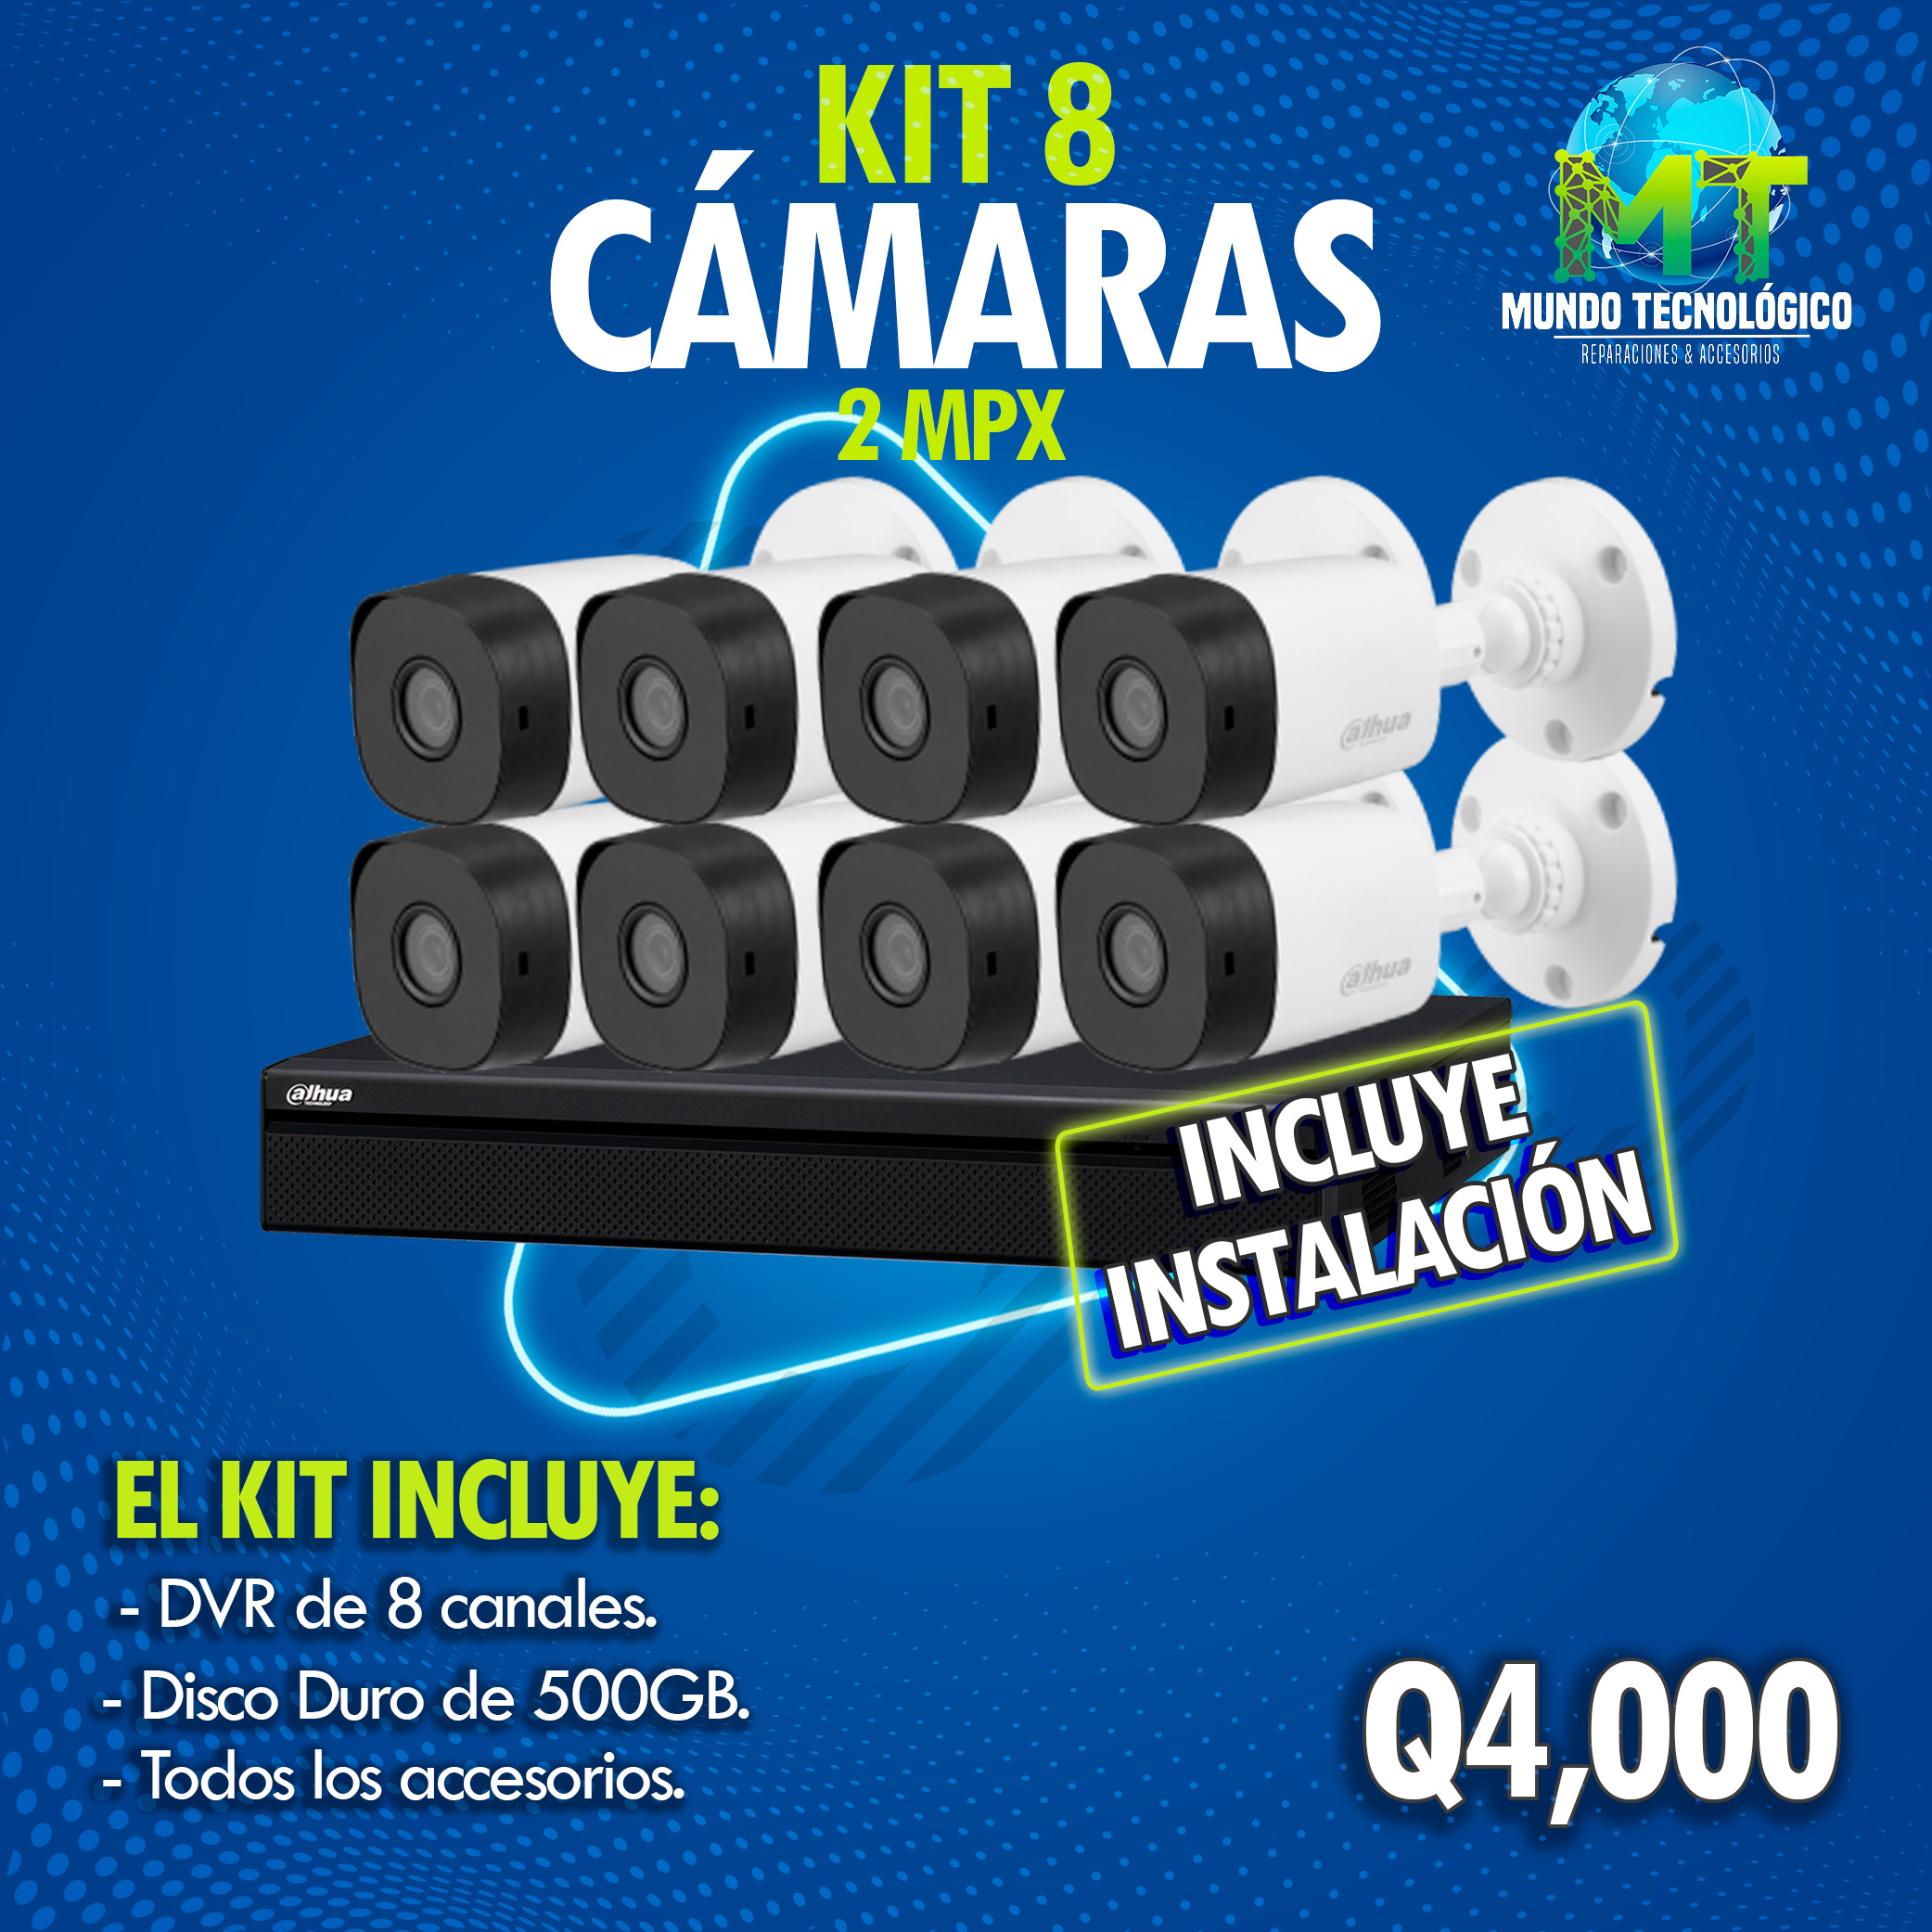 KIT 8
CÁMARAS
2 MPX
MT
MUNDO TECNOLÓGICO
REPARACIONES & ACCESORIOS
alhua
alhua
alhua
TECHNOLOGY
INCLUYE
INSTALACIÓN
EL KIT INCLUYE:
- DVR de 8 canales.
- Disco Duro de 500GB.
- Todos los accesorios.
Q4,000